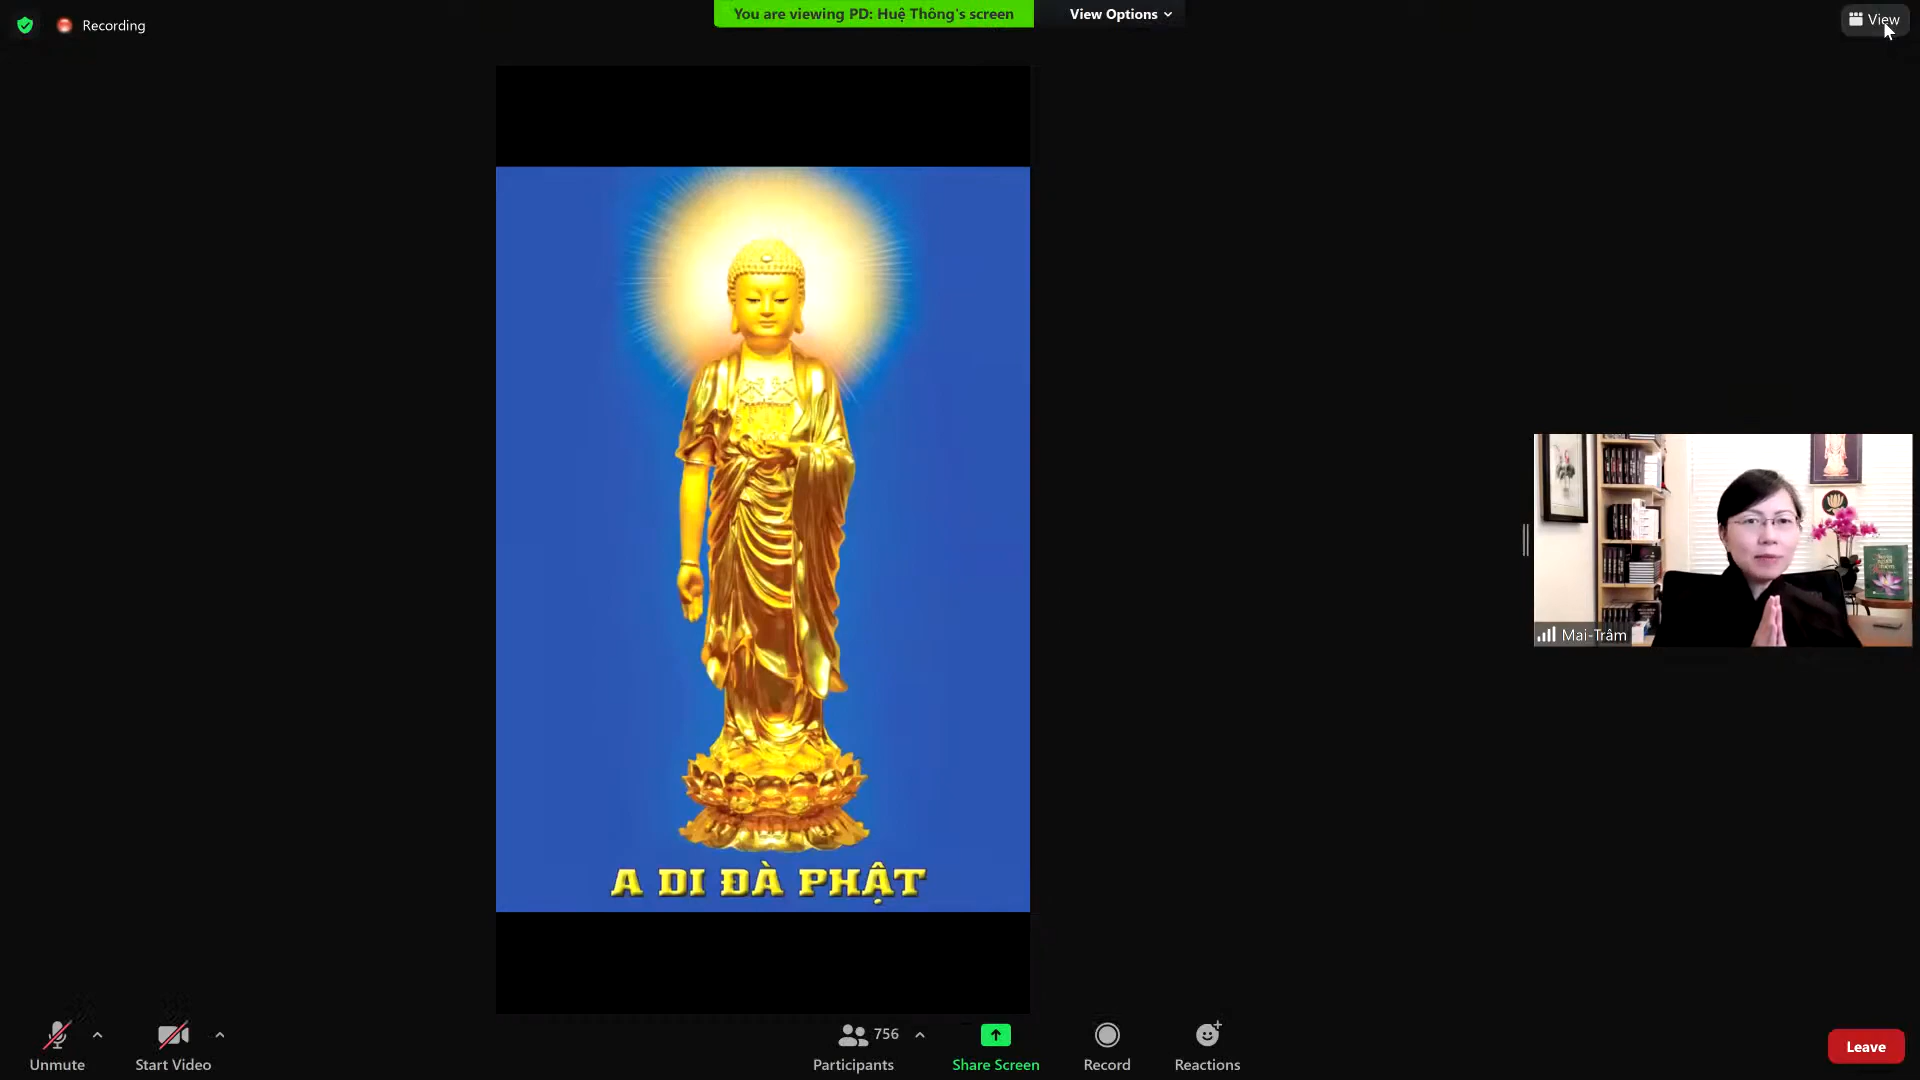 Recording
You are viewing PD: Huệ Thông's screen
View Options
View
A DI ĐÀ PHẬT
Mai-Trâm
Unmute
Start Video
756
Participants
Share Screen
Record
Reactions
Leave